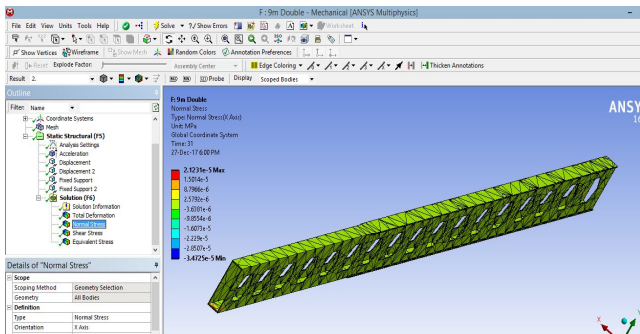 F : 9m Double - Mechanical [ANSYS Multiphysics]
File Edit View Units Tools Help Solve ?/ Show Errors Worksheet
Show Vertices Wireframe Show Mesh Random Colors Annotation Preferences
Reset Explode Factor: Assembly Center Edge Coloring Thicken Annotations
Result 2. Probe Display Scoped Bodies
Outline
Filter: Name
Coordinate Systems
Mesh
Static Structural (F5)
Analysis Settings
Acceleration
Displacement
Displacement 2
Fixed Support
Fixed Support 2
Solution (F6)
Solution Information
Total Deformation
Normal Stress
Shear Stress
Equivalent Stress
Details of "Normal Stress"
Scope
Scoping Method Geometry Selection
Geometry All Bodies
Definition
Type Normal Stress
Orientation X Axis
F: 9m Double
Normal Stress
Type: Normal Stress(X Axis)
Unit: MPa
Global Coordinate System
Time: 31
27-Dec-17 6:00 PM
2.1231e-5 Max
1.5014e-5
8.7966e-6
2.5792e-6
-3.6381e-6
-9.8554e-6
-1.6073e-5
-2.229e-5
-2.8507e-5
-3.4725e-5 Min
ANSY
16
X